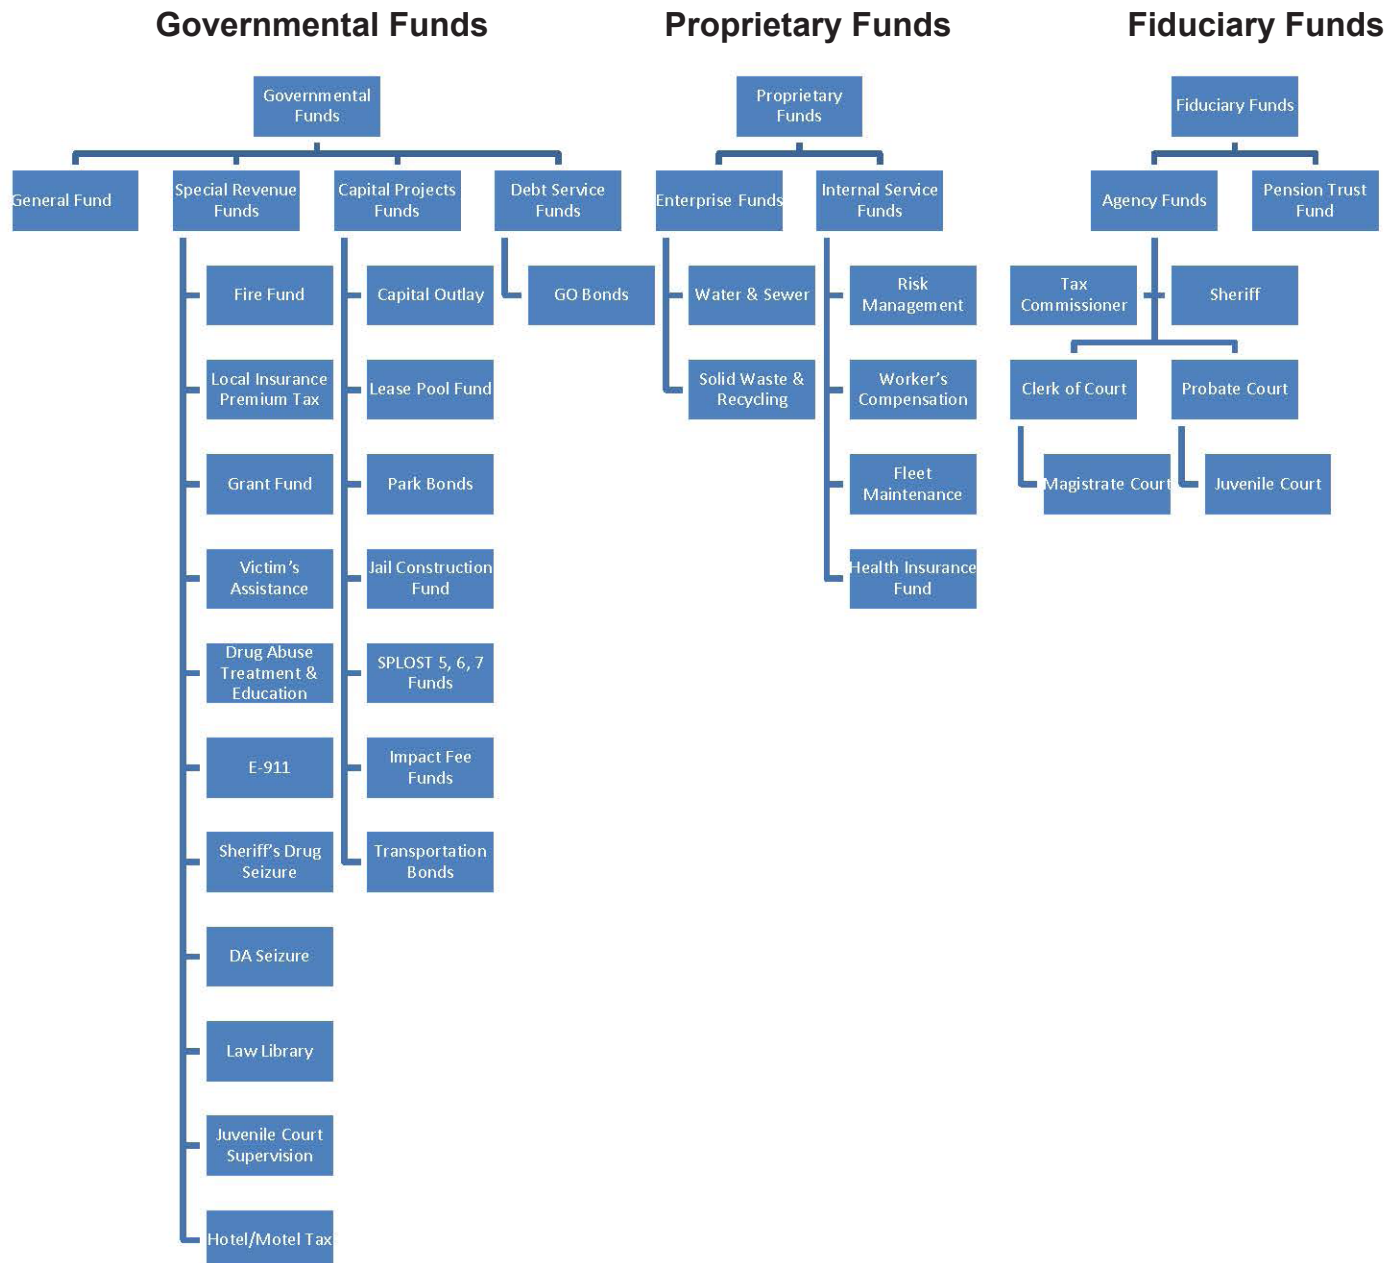 Governmental Funds
Proprietary Funds
Fiduciary Funds
Governmental
Funds
General Fund
Special Revenue
Funds
Fire Fund
Local Insurance
Premium Tax
Grant Fund
Victim's
Assistance
Drug Abuse
Treatment &
Education
E-911
Sheriff's Drug
Seizure
DA Seizure
Law Library
Juvenile Court
Supervision
Hotel/Motel Tax
Capital Projects
Funds
Capital Outlay
Lease Pool Fund
Park Bonds
Jail Construction
Fund
SPLOST 5, 6, 7
Funds
Impact Fee
Funds
Transportation
Bonds
Debt Service
Funds
GO Bonds
Proprietary
Funds
Enterprise Funds
Water & Sewer
Solid Waste &
Recycling
Internal Service
Funds
Risk
Management
Worker's
Compensation
Fleet
Maintenance
Health Insurance
Fund
Fiduciary Funds
Agency Funds
Tax
Commissioner
Sheriff
Clerk of Court
Magistrate Court
Probate Court
Juvenile Court
Pension Trust
Fund